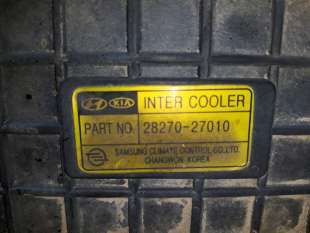 KIA INTER COOLER
PART NO. 28270-27010
SAMSUNG CLIMATE CONTROL CO.,LTD.
CHANGWON. KOREA